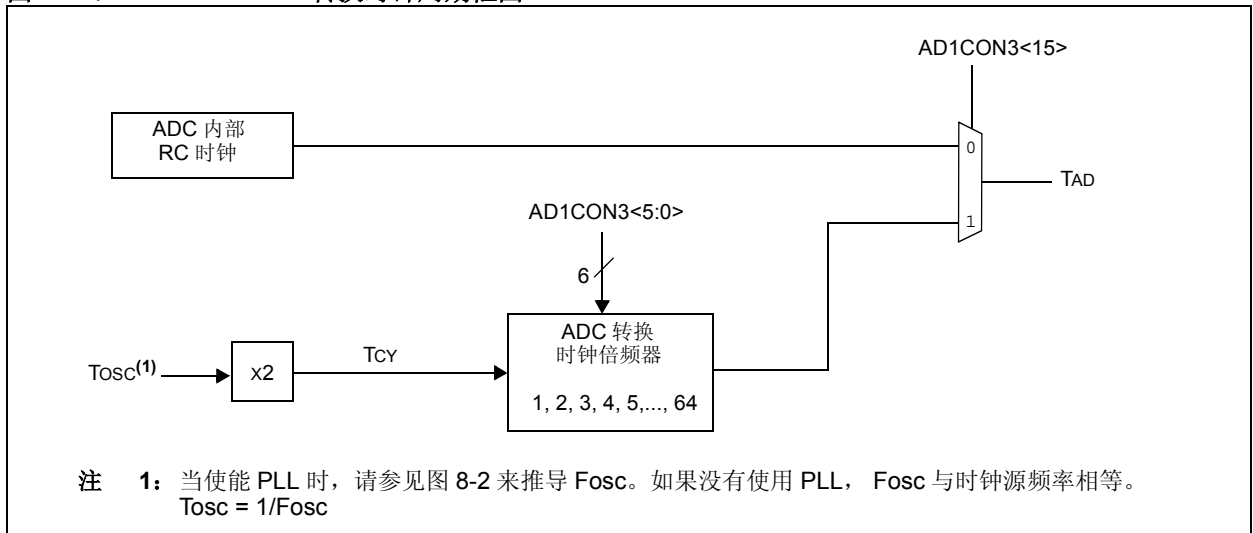 AD1CON3<15>
ADC 内部
RC 时钟
0
TAD
AD1CON3<5:0>
1
6
ADC 转换
时钟倍频器
1, 2, 3, 4, 5,..., 64
TOSC(1)
X2
TCY
注 1：当使能 PLL 时，请参见图 8-2 来推导 Fosc。如果没有使用 PLL， Fosc 与时钟源频率相等。
Tosc = 1/Fosc